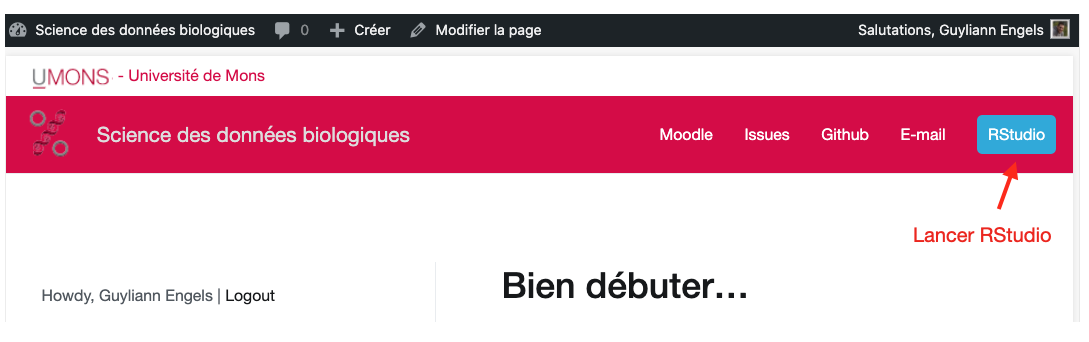 Science des données biologiques 0 Créer Modifier la page Salutations, Guyliann Engels
UMONS - Université de Mons
Science des données biologiques Moodle Issues Github E-mail RStudio
Lancer RStudio
Bien débuter...
Howdy, Guyliann Engels | Logout